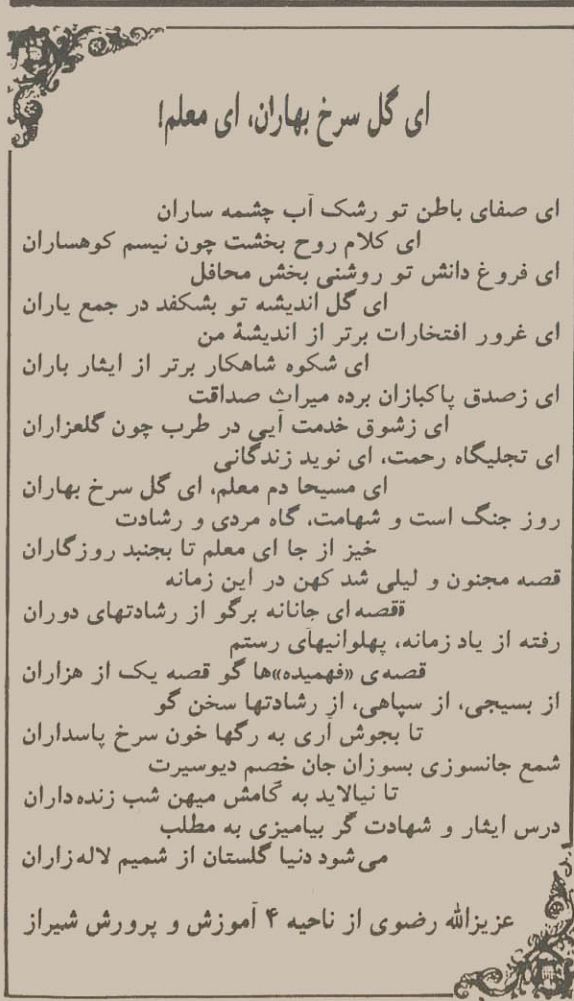 ای گل سرخ بهاران، ای معلم!
ای صفای باطن تو رشک آب چشمه ساران
ای کلام روح بخشت چون نیسم کوهساران
ای فروغ دانش تو روشنی بخش محافل
ای گل اندیشه تو بشکفد در جمع یاران
ای غرور افتخارات برتر از اندیشهٔ من
ای شکوه شاهکار برتر از ایثار باران
ای زصدق پاکبازان برده میراث صداقت
ای زشوق خدمت آیی در طرب چون گلعزاران
ای تجلیگاه رحمت، ای نوید زندگانی
ای مسیحا دم معلم، ای گل سرخ بهاران
روز جنگ است و شهامت، گاه مردی و رشادت
خیز از جا ای معلم تا بجنبد روزگاران
قصه مجنون و لیلی شد کهن در این زمانه
ققصه‌ای جانانه برگو از رشادتهای دوران
رفته از یاد زمانه، پهلوانیهای رستم
قصه‌ی «فهمیده»ها گو قصه یک از هزاران
از بسیجی، از سپاهی، از رشادتها سخن گو
تا بجوش آری به رگها خون سرخ پاسداران
شمع جانسوزی بسوزان جان خصم دیوسیرت
تا نیالاید به گامش میهن شب زنده‌داران
درس ایثار و شهادت گر بیامیزی به مطلب
می‌شود دنیا گلستان از شمیم لاله‌زاران
عزیزالله رضوی از ناحیه ۴ آموزش و پرورش شیراز